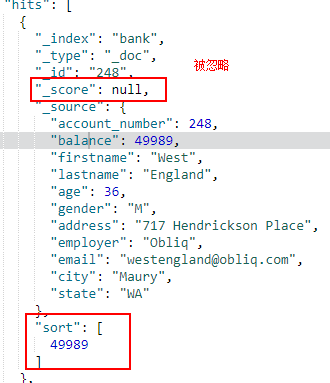 "hits": [
{
"_index": "bank",
"_type": "_doc",
"_id": "248",
被忽略
"_score": null,
"_source": {
"account_number": 248,
"balance": 49989,
"firstname": "West",
"lastname": "England",
"age": 36,
"gender": "M",
"address": "717 Hendrickson Place",
"employer": "Obliq",
"email": "westengland@obliq.com",
"city": "Maury",
"state": "WA"
},
"sort": [
49989
]
},